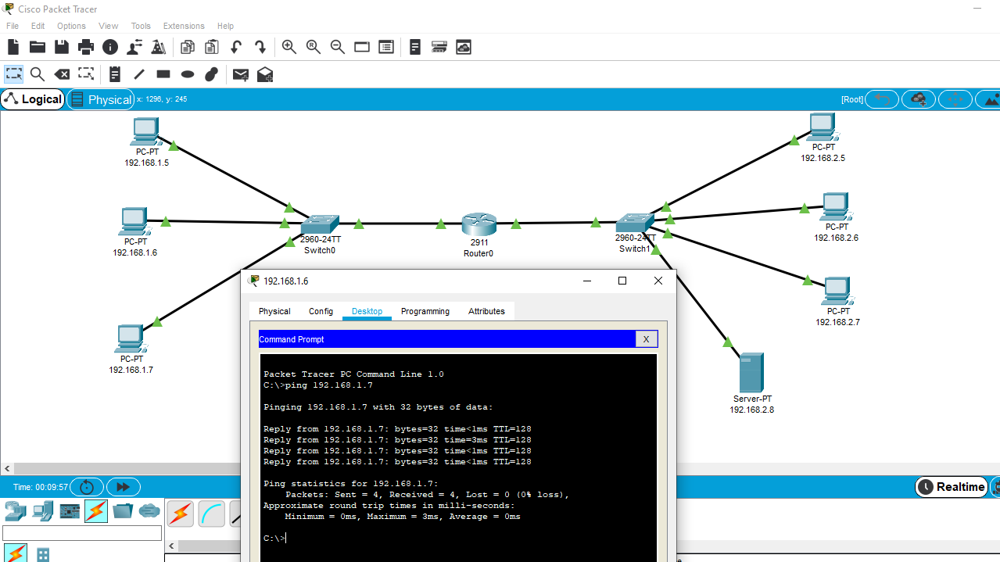 Cisco Packet Tracer
File Edit Options View Tools Extensions Help
Logical Physical x: 1296, y: 245 [Root]
PC-PT
192.168.1.5
PC-PT
192.168.1.6
PC-PT
192.168.1.7
2960-24TT
Switch0
2911
Router0
2960-24TT
Switch1
PC-PT
192.168.2.5
PC-PT
192.168.2.6
PC-PT
192.168.2.7
Server-PT
192.168.2.8
192.168.1.6
Physical Config Desktop Programming Attributes
Command Prompt X
Packet Tracer PC Command Line 1.0
C:\>ping 192.168.1.7
Pinging 192.168.1.7 with 32 bytes of data:
Reply from 192.168.1.7: bytes=32 time<1ms TTL=128
Reply from 192.168.1.7: bytes=32 time=3ms TTL=128
Reply from 192.168.1.7: bytes=32 time<1ms TTL=128
Reply from 192.168.1.7: bytes=32 time<1ms TTL=128
Ping statistics for 192.168.1.7:
Packets: Sent = 4, Received = 4, Lost = 0 (0% loss),
Approximate round trip times in milli-seconds:
Minimum = 0ms, Maximum = 3ms, Average = 0ms
C:\>
Time: 00:09:57
Realtime